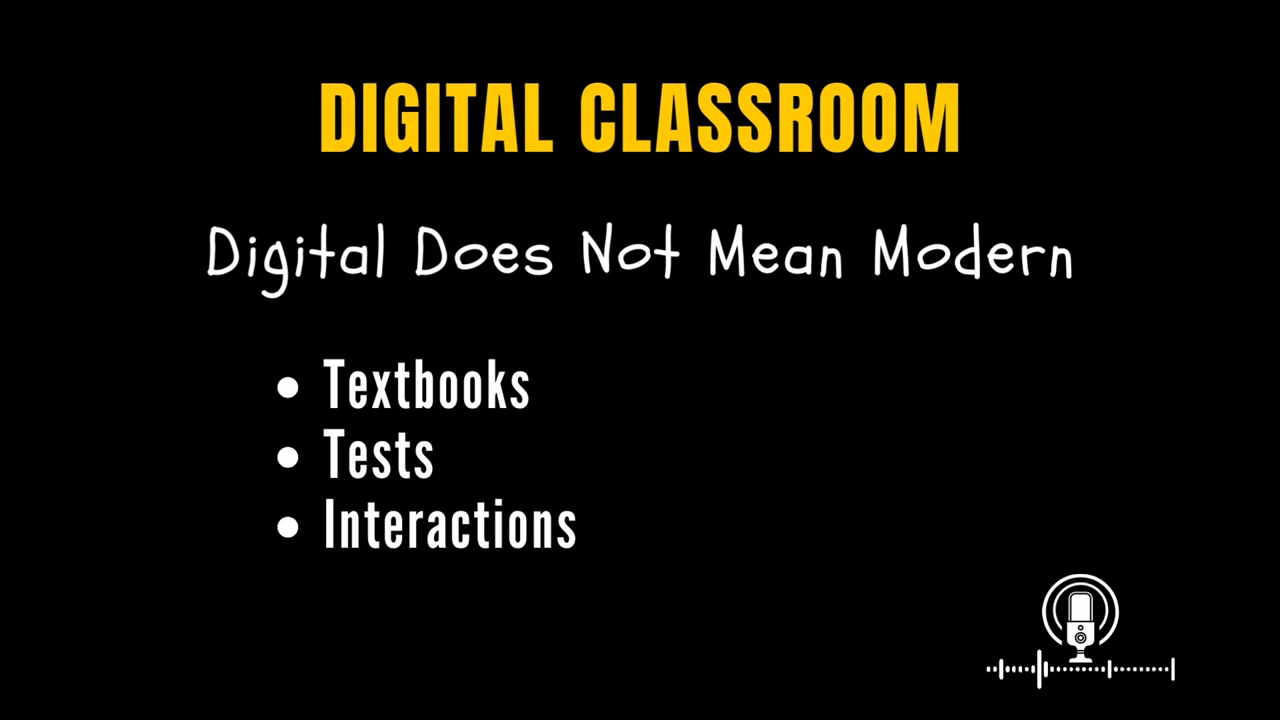 DIGITAL CLASSROOM
Digital Does Not Mean Modern
• Textbooks
• Tests
• Interactions